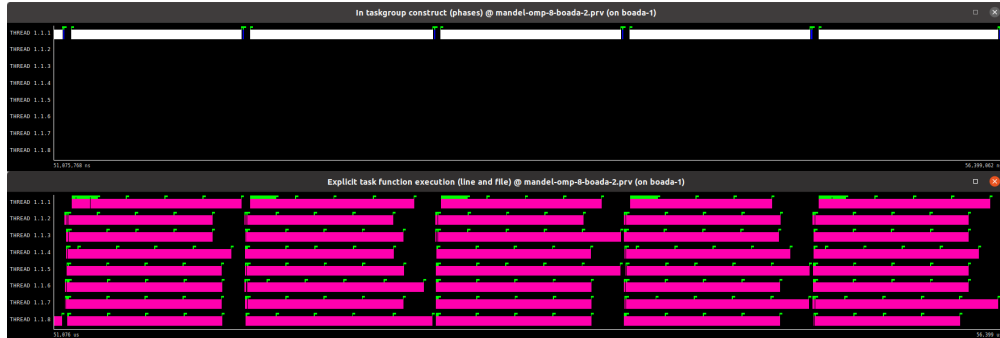 In taskgroup construct (phases) @ mandel-omp-8-boada-2.prv (on boada-1)
THREAD 1.1.1
THREAD 1.1.2
THREAD 1.1.3
THREAD 1.1.4
THREAD 1.1.5
THREAD 1.1.6
THREAD 1.1.7
THREAD 1.1.8
51,075,768 ns 56,399,062 n
Explicit task function execution (line and file) @ mandel-omp-8-boada-2.prv (on boada-1)
THREAD 1.1.1
THREAD 1.1.2
THREAD 1.1.3
THREAD 1.1.4
THREAD 1.1.5
THREAD 1.1.6
THREAD 1.1.7
THREAD 1.1.8
51,076 us 56,399 u